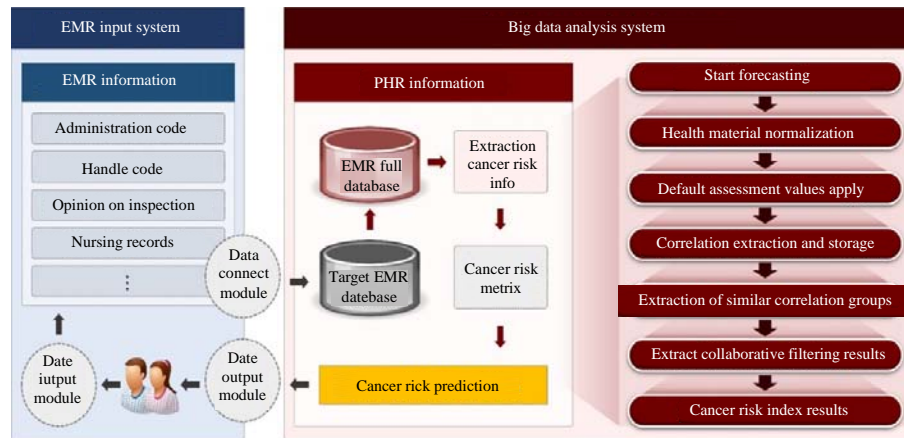 EMR input system
EMR information
Administration code
Handle code
Opinion on inspection
Nursing records
⋮
Data
connect
module
Date
iutput
module
Date
output
module
Big data analysis system
PHR information
EMR full
database
Extraction
cancer risk
info
Target EMR
datebase
Cancer risk
metrix
Cancer rick prediction
Start forecasting
Health material normalization
Default assessment values apply
Correlation extraction and storage
Extraction of similar correlation groups
Extract collaborative filtering results
Cancer risk index results